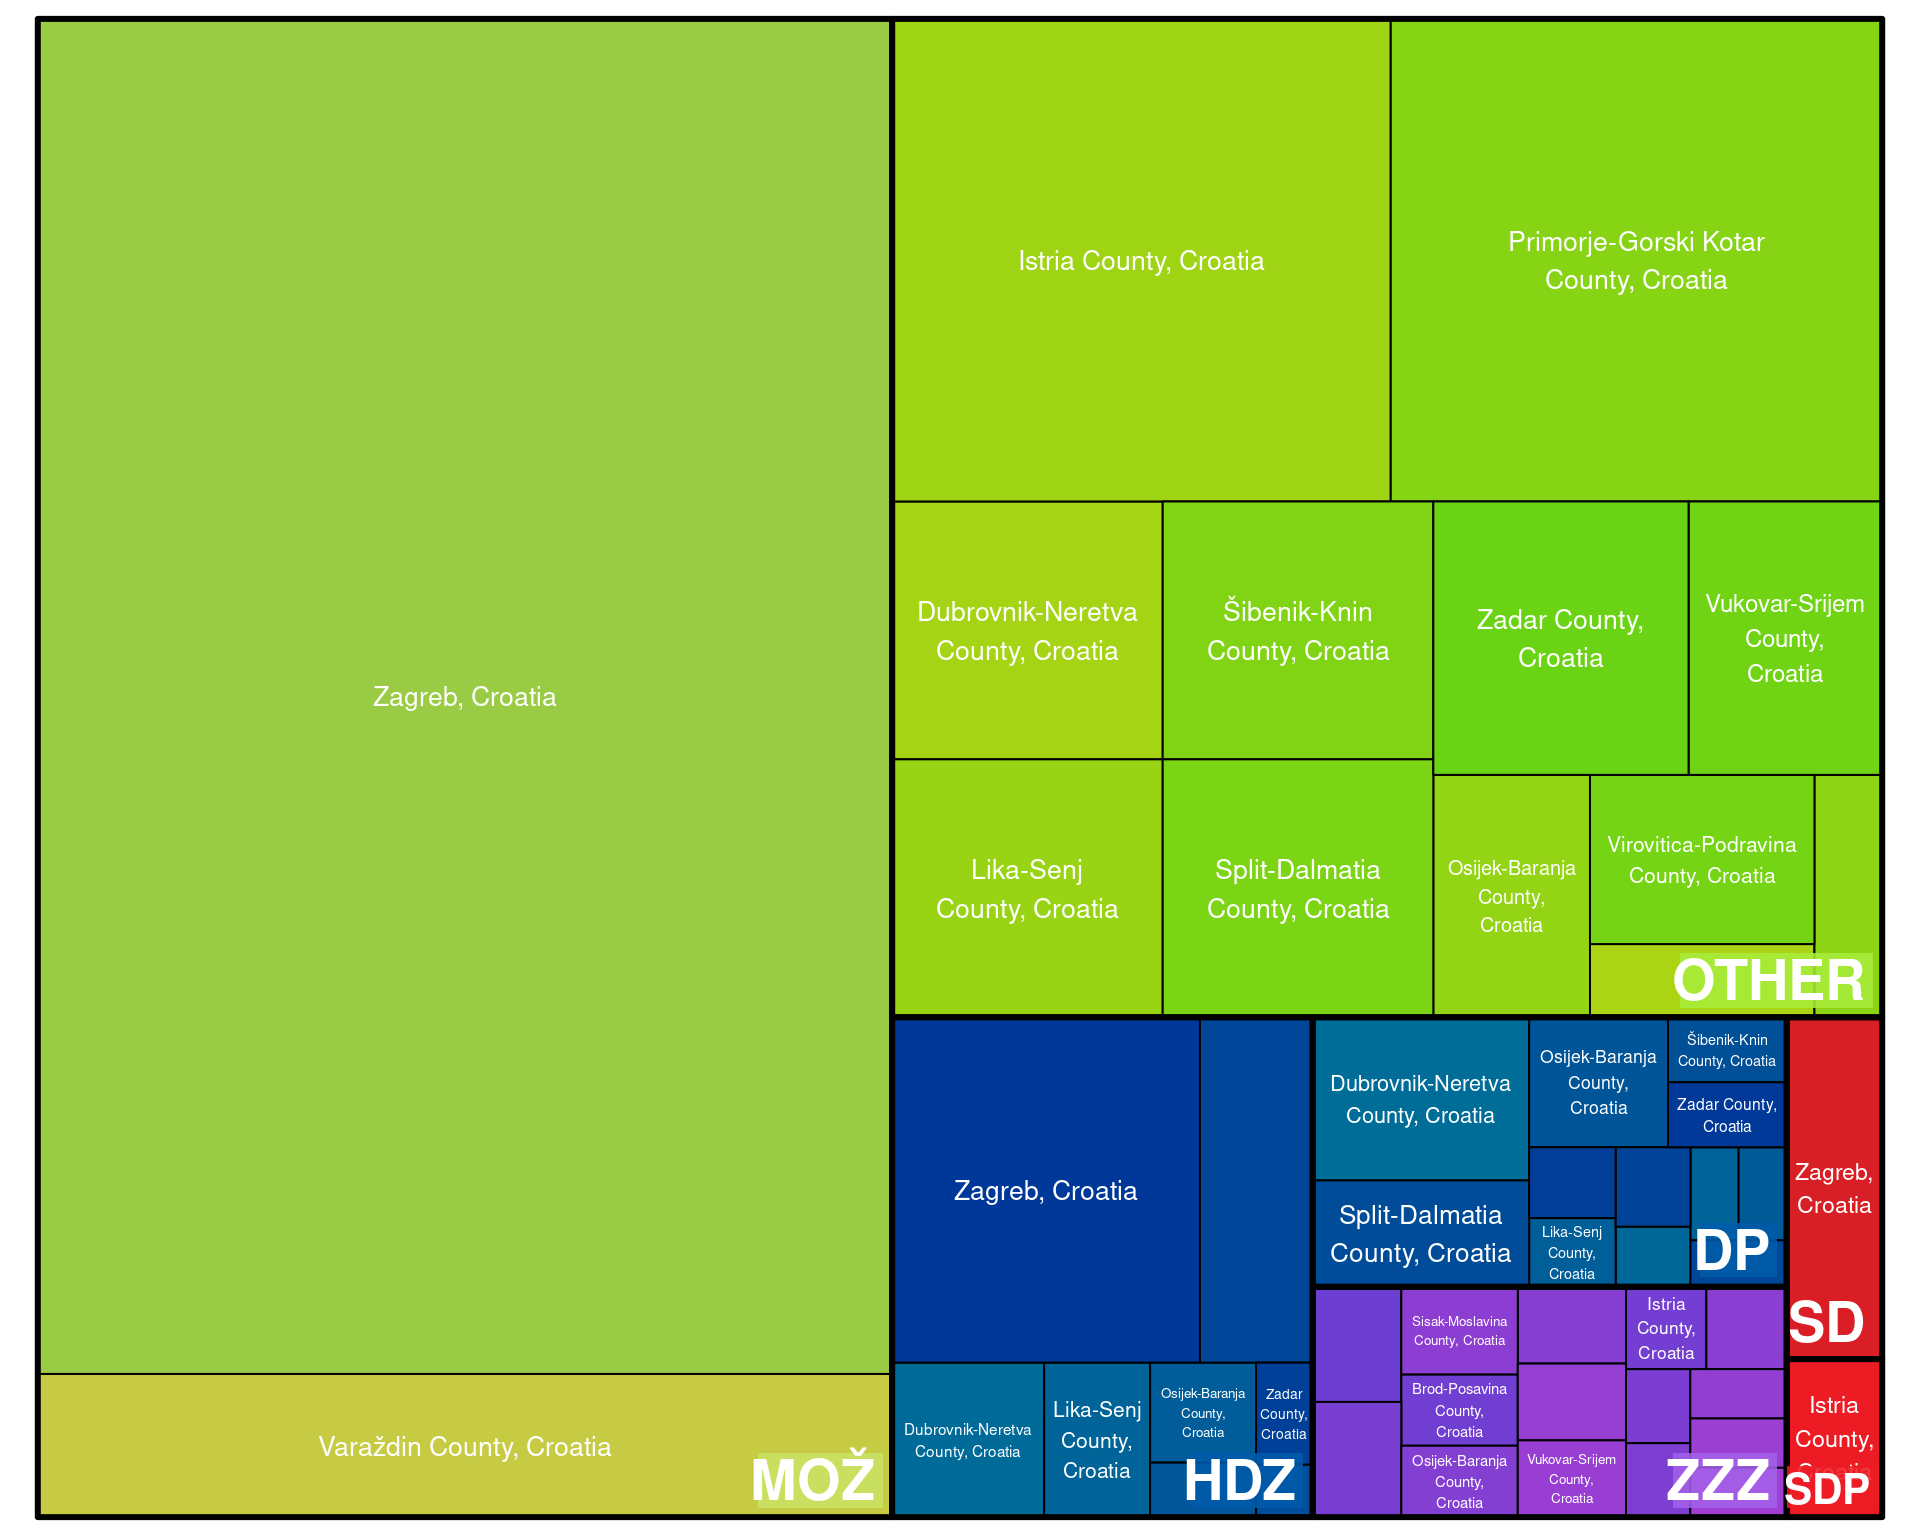 Zagreb, Croatia
Varaždin County, Croatia
MOŽ
Istria County, Croatia
Primorje-Gorski Kotar
County, Croatia
Dubrovnik-Neretva
County, Croatia
Šibenik-Knin
County, Croatia
Zadar County,
Croatia
Vukovar-Srijem
County,
Croatia
Lika-Senj
County, Croatia
Split-Dalmatia
County, Croatia
Osijek-Baranja
County,
Croatia
Virovitica-Podravina
County, Croatia
OTHER
Zagreb, Croatia
Dubrovnik-Neretva
County, Croatia
Lika-Senj
County,
Croatia
Osijek-Baranja
County,
Croatia
Zadar
County,
Croatia
HDZ
Dubrovnik-Neretva
County, Croatia
Split-Dalmatia
County, Croatia
Osijek-Baranja
County,
Croatia
Šibenik-Knin
County, Croatia
Zadar County,
Croatia
Lika-Senj
County,
Croatia
DP
Sisak-Moslavina
County, Croatia
Brod-Posavina
County,
Croatia
Osijek-Baranja
County,
Croatia
Vukovar-Srijem
County,
Croatia
Istria
County,
Croatia
ZZZ
Zagreb,
Croatia
SD
Istria
County,
Croatia
SDP